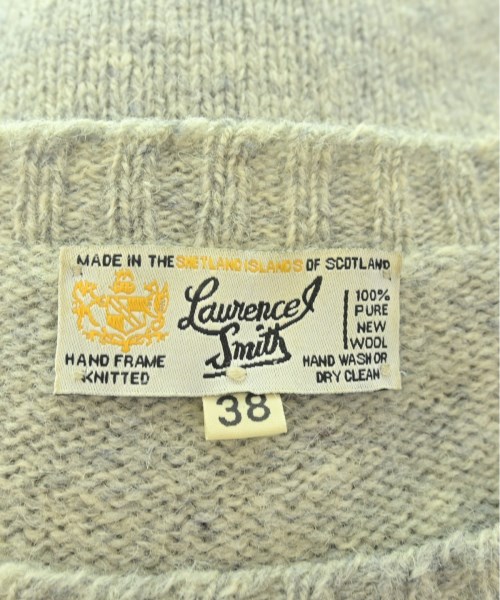 MADE IN THE SHETLAND ISLANDS OF SCOTLAND
Laurence J
Smith
HAND FRAME
KNITTED
100%
PURE
NEW
WOOL
HAND WASH OR
DRY CLEAN
38